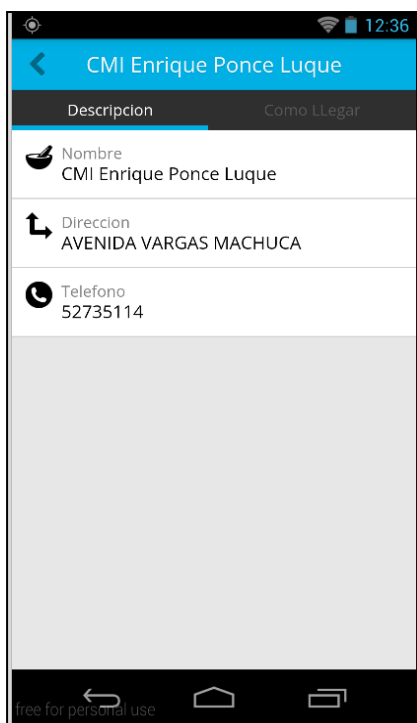 12:36
CMI Enrique Ponce Luque
Descripcion
Como LLegar
Nombre
CMI Enrique Ponce Luque
Direccion
AVENIDA VARGAS MACHUCA
Telefono
52735114
free for personal use